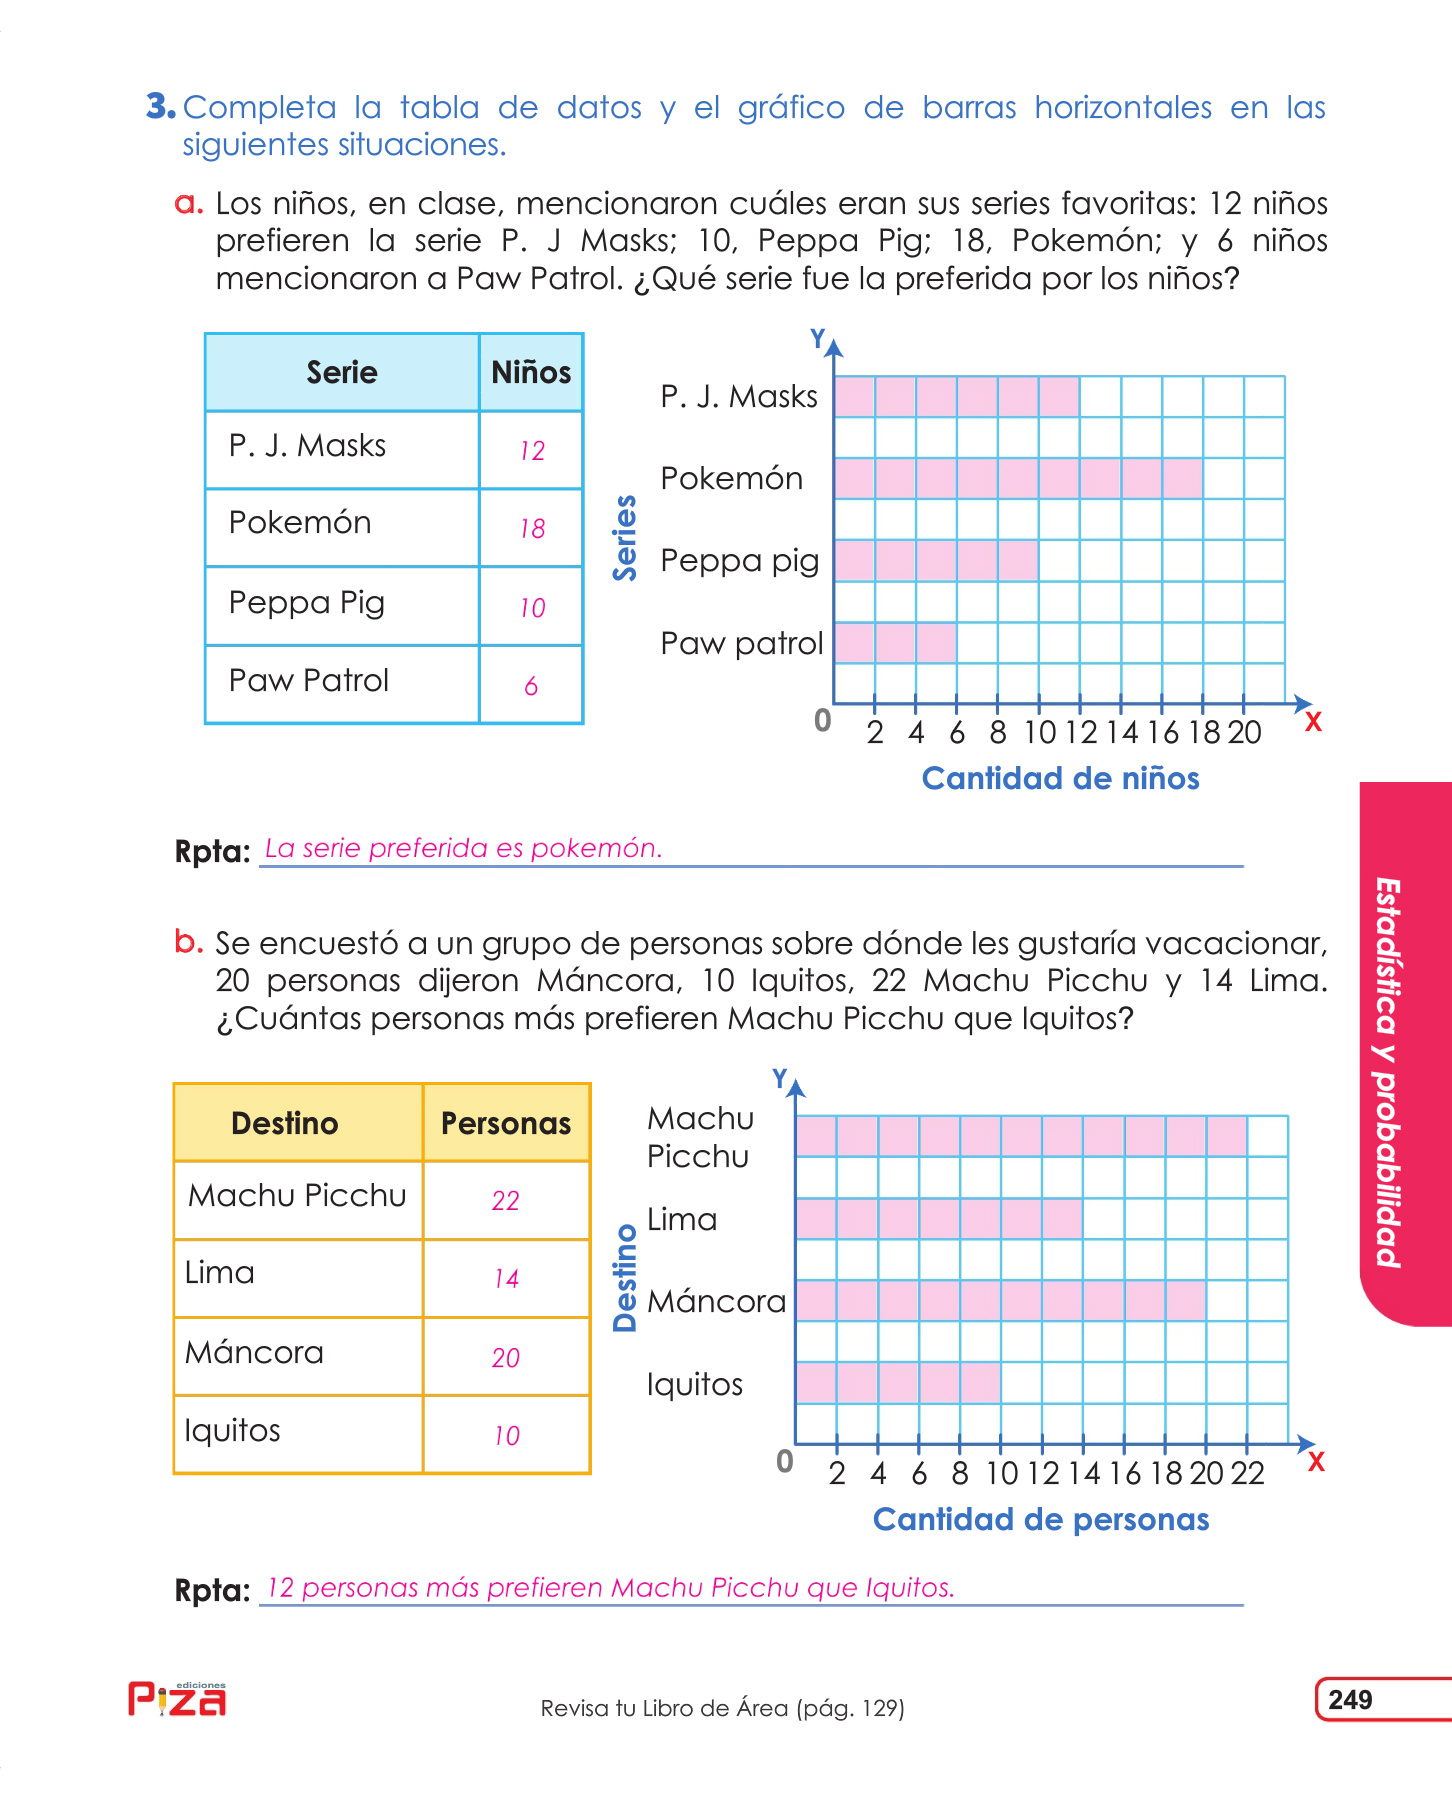 3. Completa la tabla de datos y el gráfico de barras horizontales en las
siguientes situaciones.
a. Los niños, en clase, mencionaron cuáles eran sus series favoritas: 12 niños
prefieren la serie P. J Masks; 10, Peppa Pig; 18, Pokemón; y 6 niños
mencionaron a Paw Patrol. ¿Qué serie fue la preferida por los niños?
Serie Niños
P. J. Masks 12
Pokemón 18
Peppa Pig 10
Paw Patrol 6
Y
Series
P. J. Masks
Pokemón
Peppa pig
Paw patrol
0 2 4 6 8 10 12 14 16 18 20 X
Cantidad de niños
Rpta: La serie preferida es pokemón.
b. Se encuestó a un grupo de personas sobre dónde les gustaría vacacionar,
20 personas dijeron Máncora, 10 Iquitos, 22 Machu Picchu y 14 Lima.
¿Cuántas personas más prefieren Machu Picchu que Iquitos?
Destino Personas
Machu Picchu 22
Lima 14
Máncora 20
Iquitos 10
Y
Destino
Machu
Picchu
Lima
Máncora
Iquitos
0 2 4 6 8 10 12 14 16 18 20 22 X
Cantidad de personas
Rpta: 12 personas más prefieren Machu Picchu que Iquitos.
Estadística y probabilidad
ediciones
Piza
Revisa tu Libro de Área (pág. 129)
249